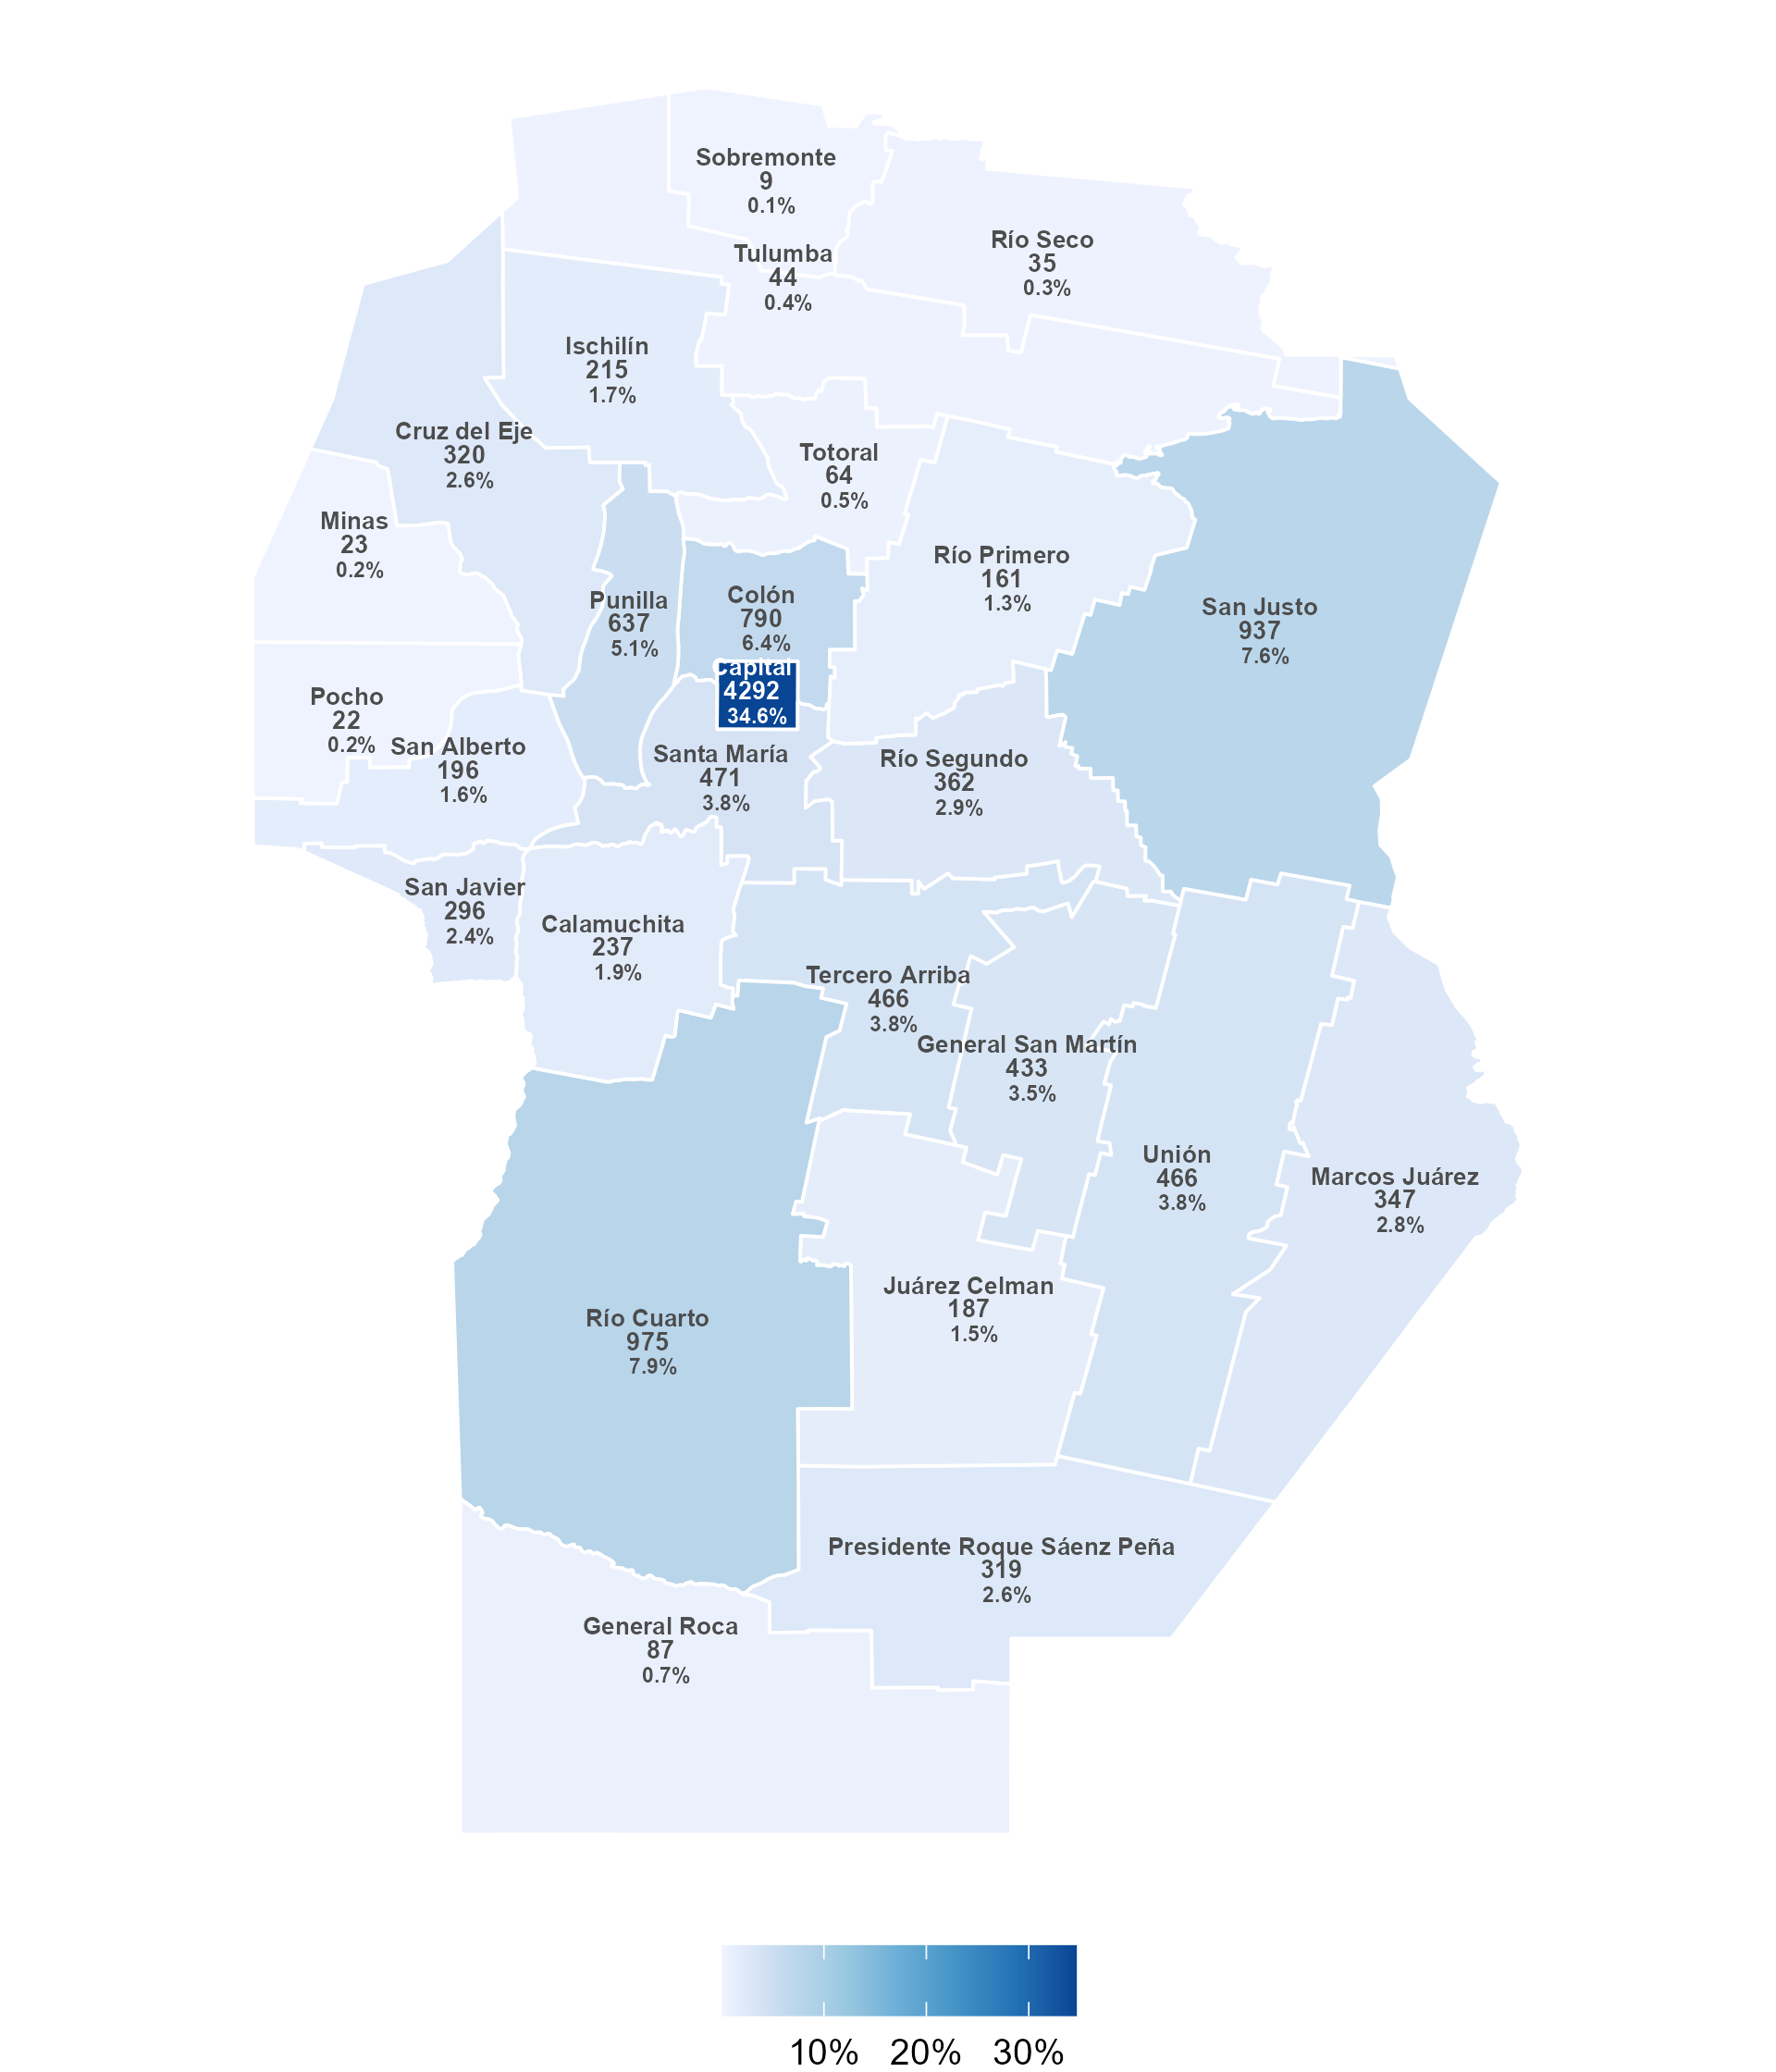 Sobremonte
9
0.1%
Río Seco
35
0.3%
Tulumba
44
0.4%
Ischilín
215
1.7%
Cruz del Eje
320
2.6%
Totoral
64
0.5%
Minas
23
0.2%
Río Primero
161
1.3%
Punilla
637
5.1%
Colón
790
6.4%
San Justo
937
7.6%
Capital
4292
34.6%
Pocho
22
0.2%
San Alberto
196
1.6%
Santa María
471
3.8%
Río Segundo
362
2.9%
San Javier
296
2.4%
Calamuchita
237
1.9%
Tercero Arriba
466
3.8%
General San Martín
433
3.5%
Unión
466
3.8%
Marcos Juárez
347
2.8%
Juárez Celman
187
1.5%
Río Cuarto
975
7.9%
Presidente Roque Sáenz Peña
319
2.6%
General Roca
87
0.7%
10% 20% 30%